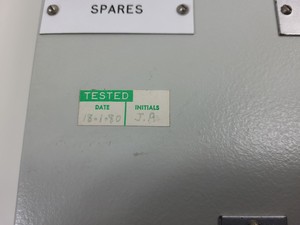 SPARES
TESTED
DATE INITIALS
18.1.80 J.P.